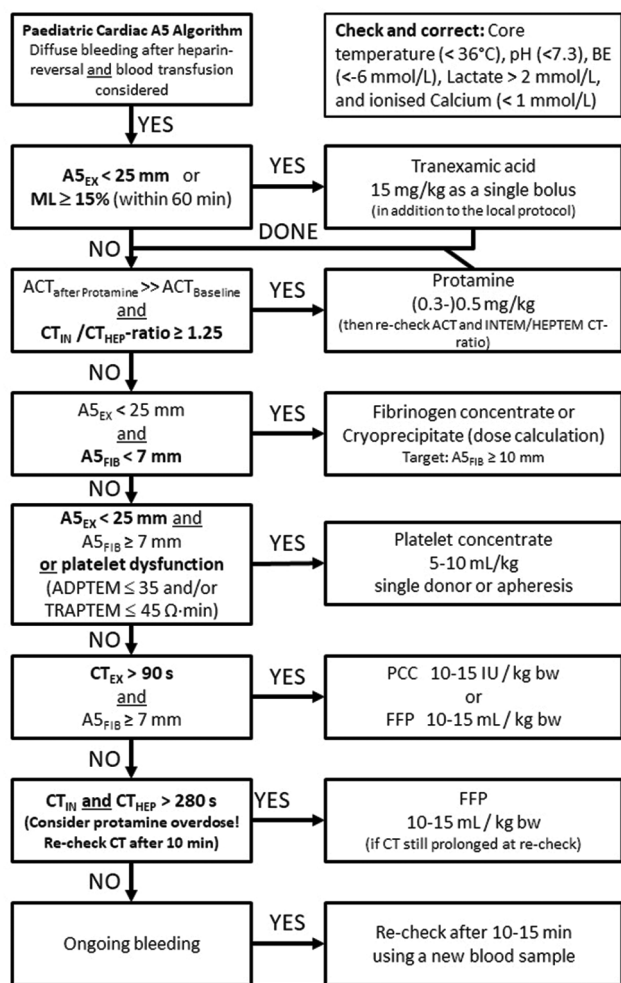 Paediatric Cardiac A5 Algorithm
Diffuse bleeding after heparin-
reversal and blood transfusion
considered
Check and correct: Core
temperature (< 36°C), pH (<7.3), BE
(<-6 mmol/L), Lactate > 2 mmol/L,
and ionised Calcium (< 1 mmol/L)
YES
A5EX < 25 mm or
ML ≥ 15% (within 60 min)
YES
Tranexamic acid
15 mg/kg as a single bolus
(in addition to the local protocol)
NO
DONE
ACTafterProtamine >> ACTBaseline
and
CTIN /CTHEP-ratio ≥ 1.25
YES
Protamine
(0.3-)0.5 mg/kg
(then re-check ACT and INTEM/HEPTEM CT-
ratio)
NO
A5EX < 25 mm
and
A5FIB < 7 mm
YES
Fibrinogen concentrate or
Cryoprecipitate (dose calculation)
Target: A5FIB ≥ 10 mm
NO
A5EX < 25 mm and
A5FIB ≥ 7 mm
or platelet dysfunction
(ADPTEM ≤ 35 and/or
TRAPTEM ≤ 45 Ω·min)
YES
Platelet concentrate
5-10 mL/kg
single donor or apheresis
NO
CTEX > 90 s
and
A5FIB ≥ 7 mm
YES
PCC 10-15 IU / kg bw
or
FFP 10-15 mL / kg bw
NO
CTIN and CTHEP > 280 s
(Consider protamine overdose!
Re-check CT after 10 min)
YES
FFP
10-15 mL / kg bw
(if CT still prolonged at re-check)
NO
Ongoing bleeding
YES
Re-check after 10-15 min
using a new blood sample